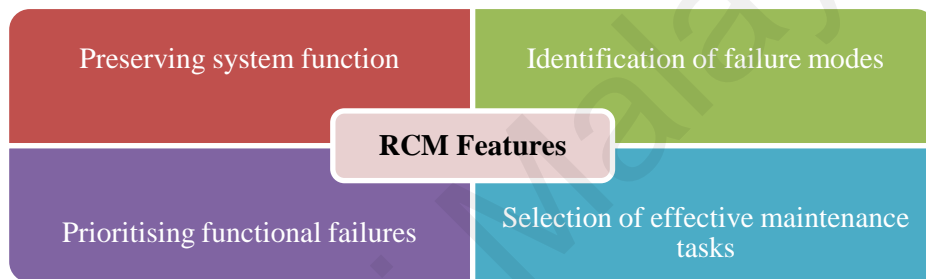 Preserving system function
Identification of failure modes
RCM Features
Prioritising functional failures
Selection of effective maintenance
tasks